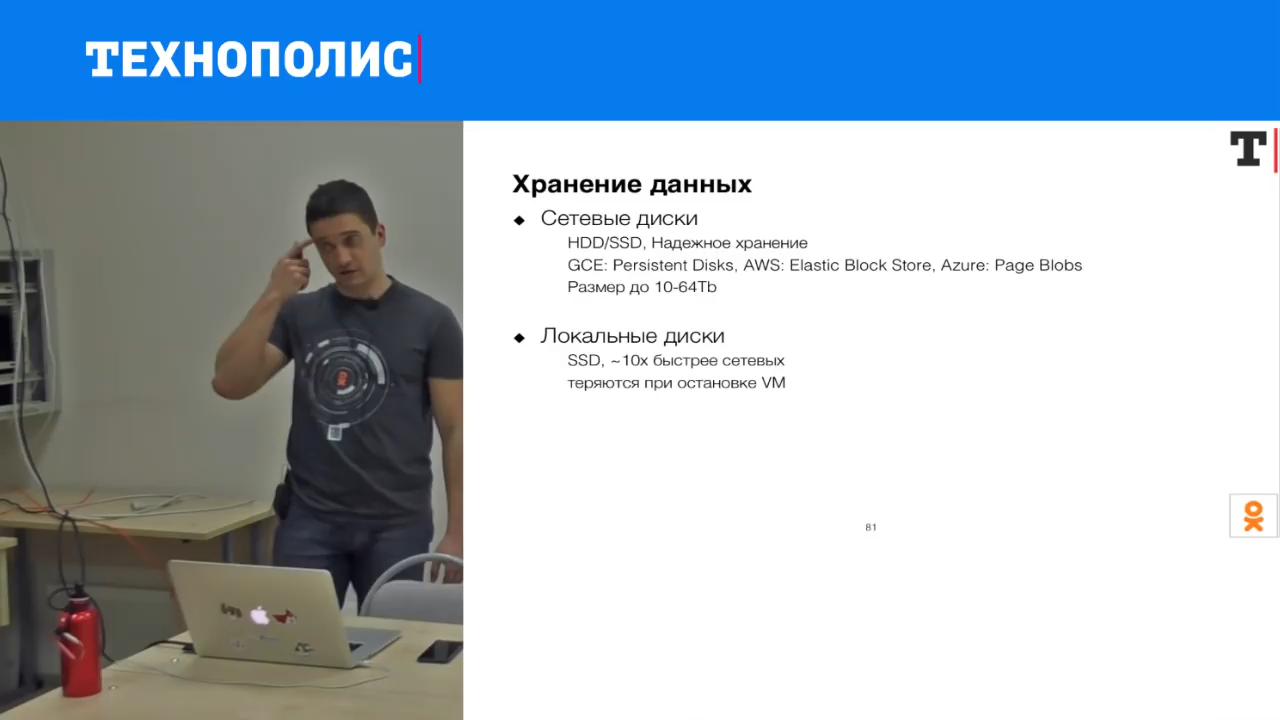 ТЕХНОПОЛИС
T
Хранение данных
Сетевые диски
HDD/SSD, Надежное хранение
GCE: Persistent Disks, AWS: Elastic Block Store, Azure: Page Blobs
Размер до 10-64Tb
Локальные диски
SSD, ~10x быстрее сетевых
теряются при остановке VM
81